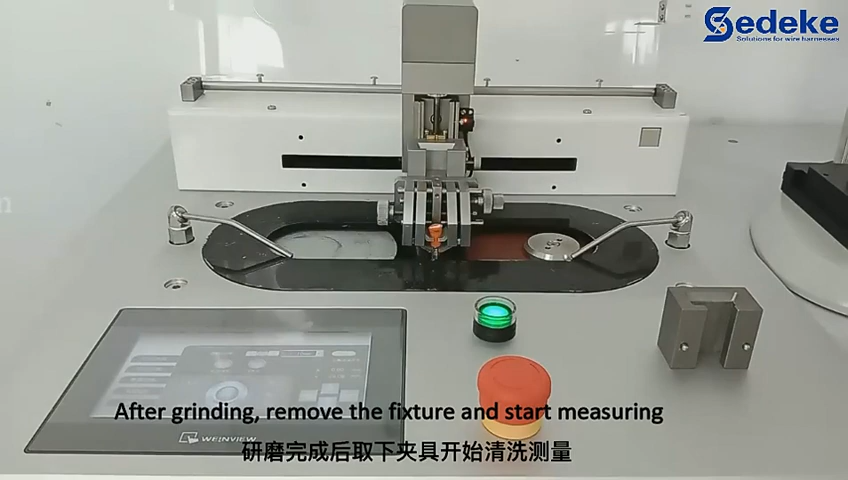 Sedeke
Solutions for wire harnesses
After grinding, remove the fixture and start measuring
WEINVIEW
研磨完成后取下夹具开始清洗测量